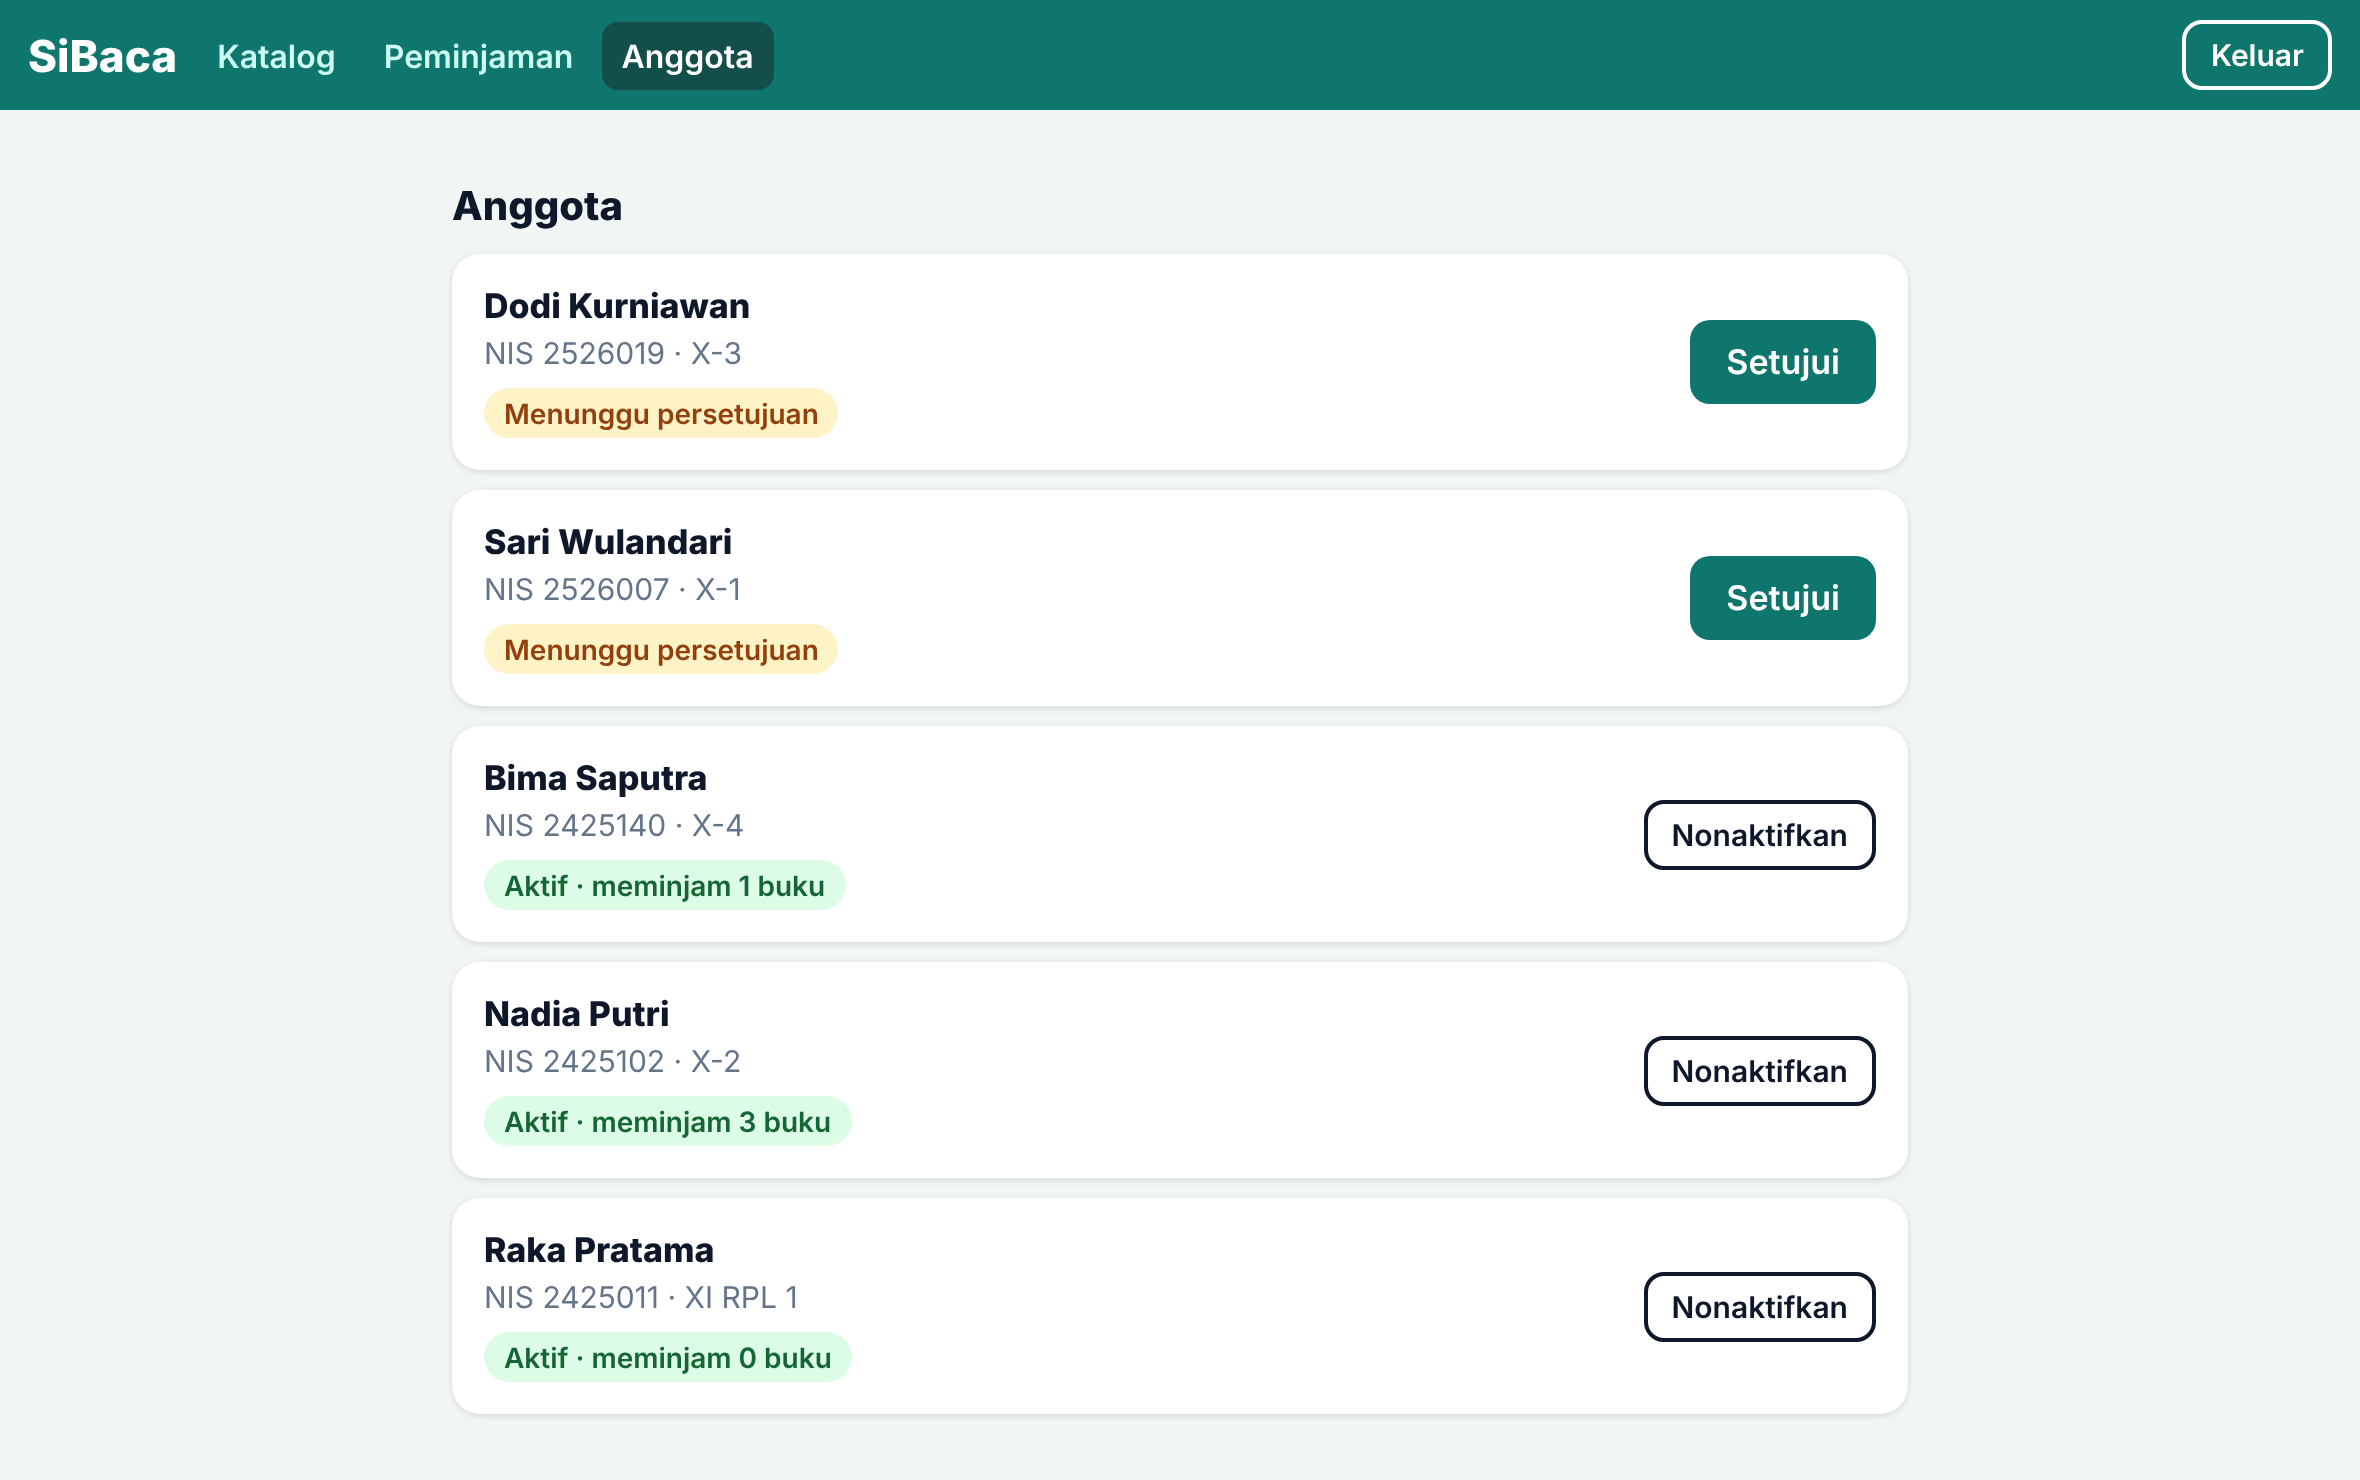 SiBaca Katalog Peminjaman Anggota Keluar
Anggota
Dodi Kurniawan
NIS 2526019 · X-3
Menunggu persetujuan
Setujui
Sari Wulandari
NIS 2526007 · X-1
Menunggu persetujuan
Setujui
Bima Saputra
NIS 2425140 · X-4
Aktif · meminjam 1 buku
Nonaktifkan
Nadia Putri
NIS 2425102 · X-2
Aktif · meminjam 3 buku
Nonaktifkan
Raka Pratama
NIS 2425011 · XI RPL 1
Aktif · meminjam 0 buku
Nonaktifkan